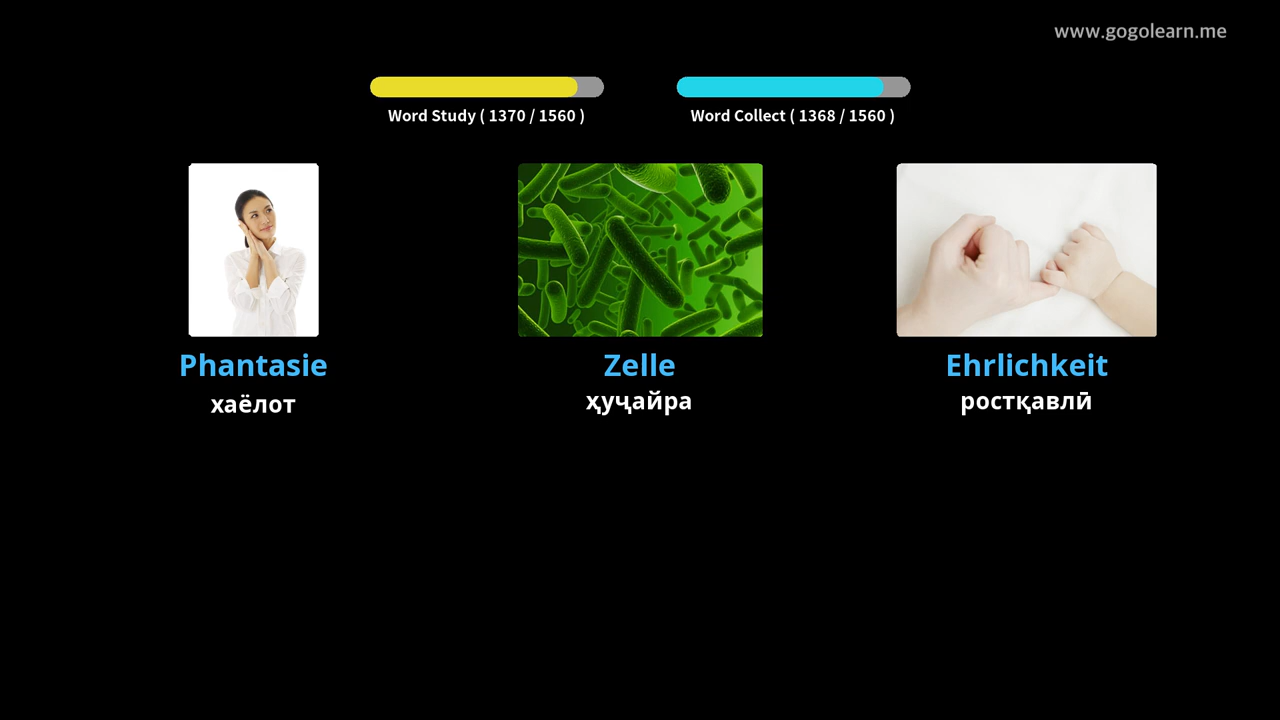 www.gogolearn.me
Word Study ( 1370 / 1560 )
Word Collect ( 1368 / 1560 )
Phantasie
хаёлот
Zelle
ҳуҷайра
Ehrlichkeit
ростқавлӣ